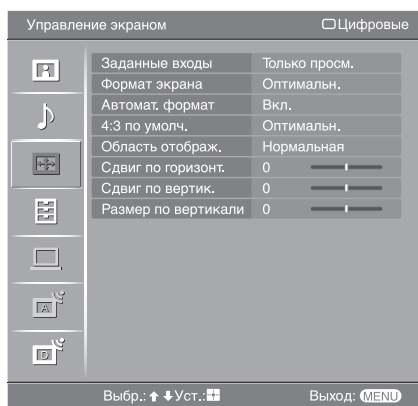 Управление экраном Цифровые
Заданные входы Только просм.
Формат экрана Оптимальн.
Автомат. формат Вкл.
4:3 по умолч. Оптимальн.
Область отображ. Нормальная
Сдвиг по горизонт. 0
Сдвиг по вертик. 0
Размер по вертикали 0
A
D
Выбр.: Уст.: Выход: MENU